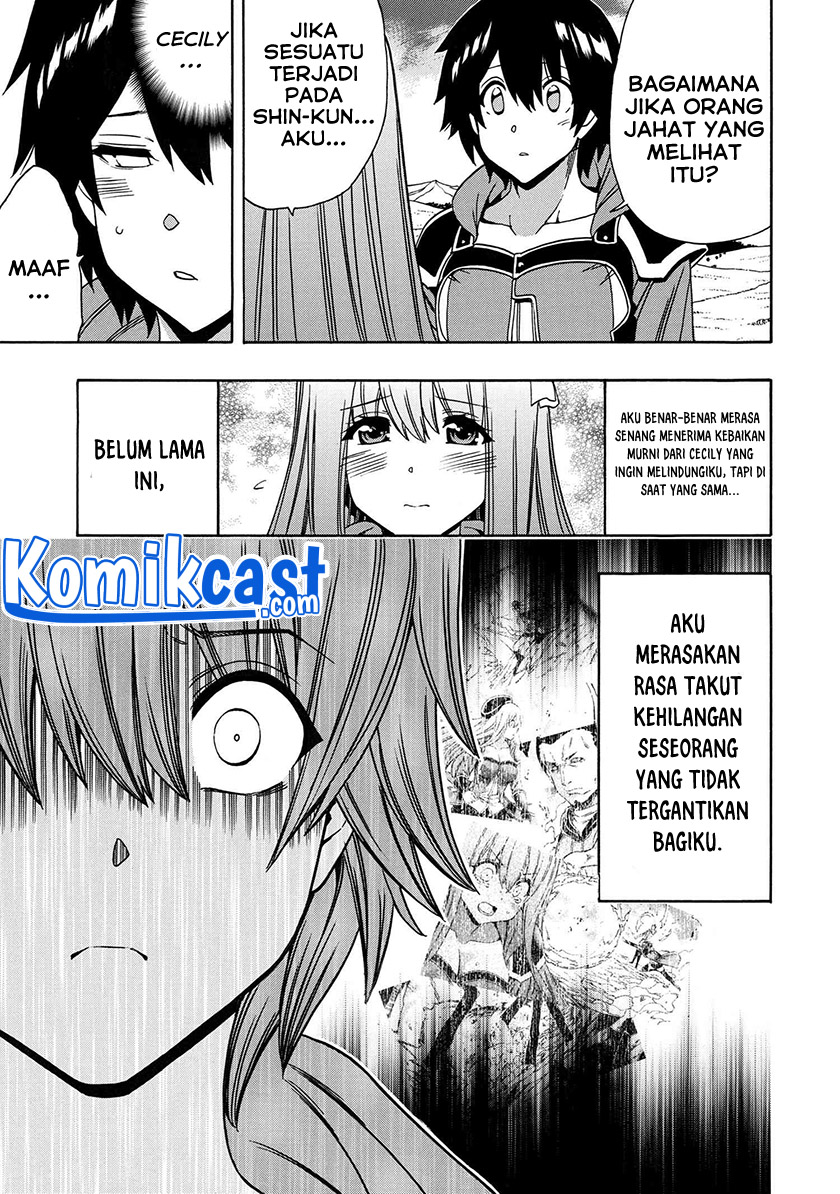 BAGAIMANA
JIKA ORANG
JAHAT YANG
MELIHAT
ITU?
JIKA
SESUATU
TERJADI
PADA
SHIN-KUN...
AKU...
CECILY
...
MAAF
...
AKU BENAR-BENAR MERASA
SENANG MENERIMA KEBAIKAN
MURNI DARI CECILY YANG
INGIN MELINDUNGIKU, TAPI DI
SAAT YANG SAMA...
BELUM LAMA
INI,
AKU
MERASAKAN
RASA TAKUT
KEHILANGAN
SESEORANG
YANG TIDAK
TERGANTIKAN
BAGIKU.
Komikcast
.com